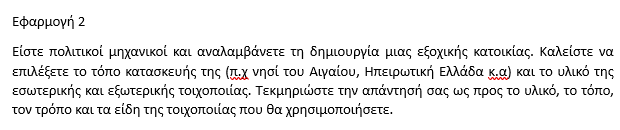 Εφαρμογή 2
Είστε πολιτικοί μηχανικοί και αναλαμβάνετε τη δημιουργία μιας εξοχικής κατοικίας. Καλείστε να
επιλέξετε το τόπο κατασκευής της (π.χ νησί του Αιγαίου, Ηπειρωτική Ελλάδα κ.α) και το υλικό της
εσωτερικής και εξωτερικής τοιχοποιίας. Τεκμηριώστε την απάντησή σας ως προς το υλικό, το τόπο,
τον τρόπο και τα είδη της τοιχοποιίας που θα χρησιμοποιήσετε.